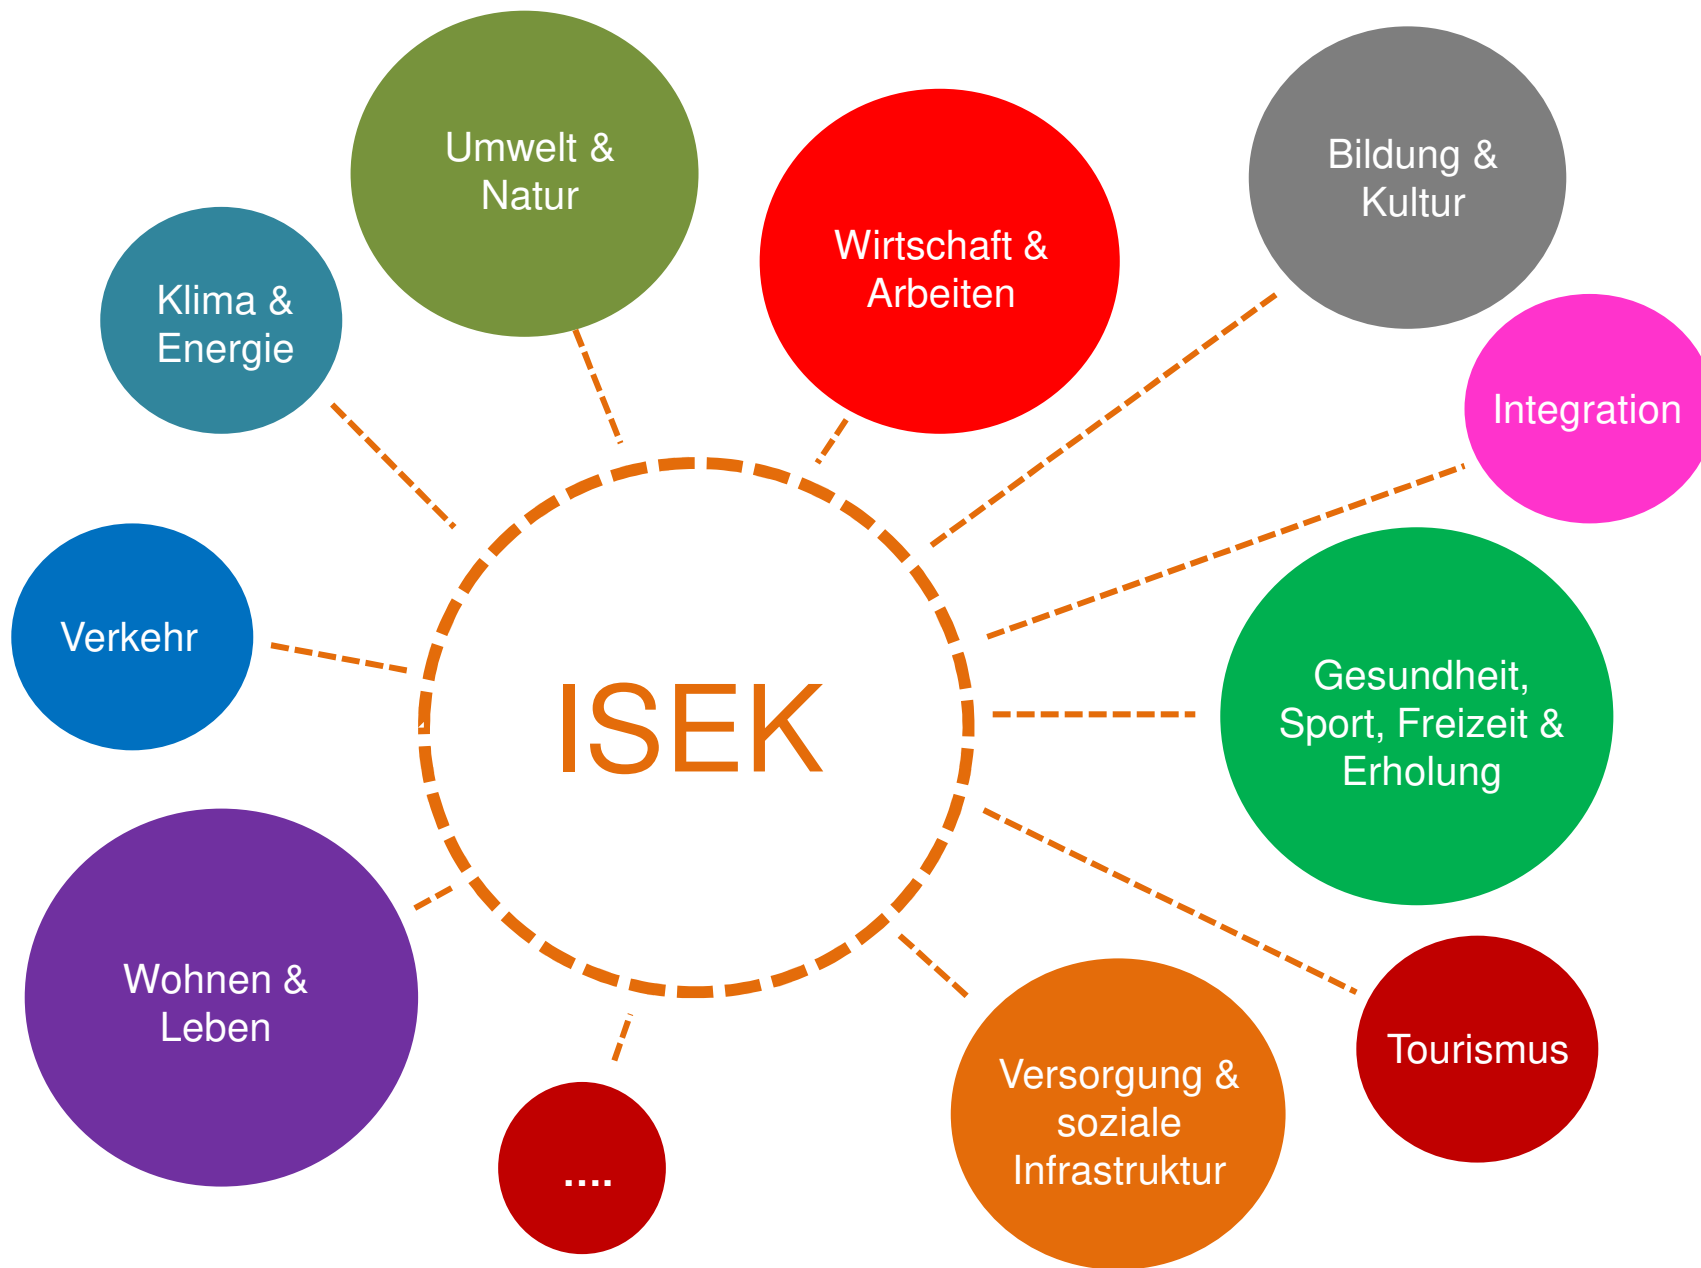 Umwelt &
Natur
Bildung &
Kultur
Wirtschaft &
Arbeiten
Klima &
Energie
Integration
Verkehr
ISEK
Gesundheit,
Sport, Freizeit &
Erholung
Wohnen &
Leben
Tourismus
Versorgung &
soziale
Infrastruktur
....